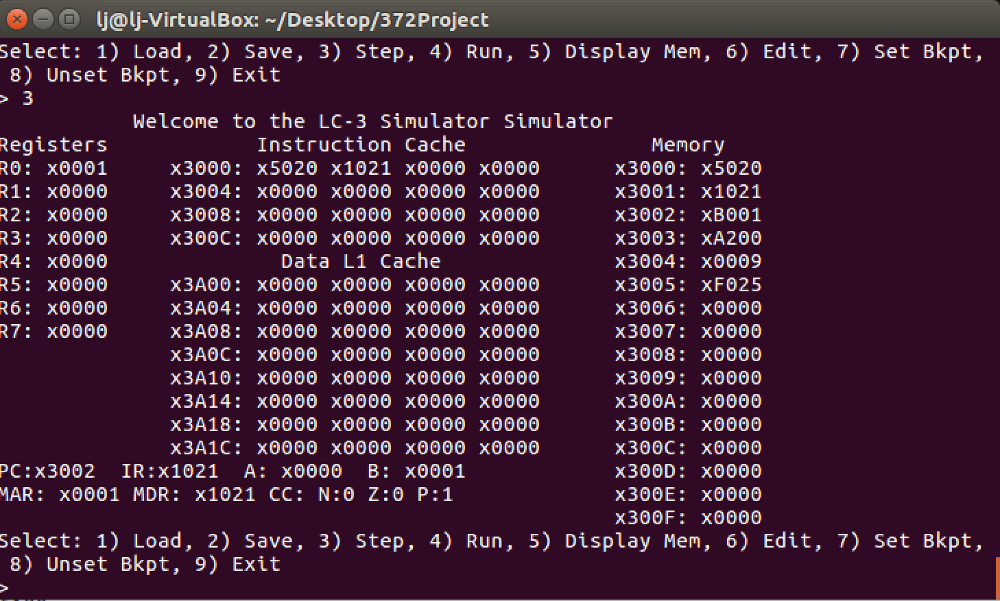 lj@lj-VirtualBox: ~/Desktop/372Project
Select: 1) Load, 2) Save, 3) Step, 4) Run, 5) Display Mem, 6) Edit, 7) Set Bkpt,
8) Unset Bkpt, 9) Exit
> 3
Welcome to the LC-3 Simulator Simulator
Registers Instruction Cache Memory
R0: x0001 x3000: x5020 x1021 x0000 x0000 x3000: x5020
R1: x0000 x3004: x0000 x0000 x0000 x0000 x3001: x1021
R2: x0000 x3008: x0000 x0000 x0000 x0000 x3002: xB001
R3: x0000 x300C: x0000 x0000 x0000 x0000 x3003: xA200
R4: x0000 Data L1 Cache x3004: x0009
R5: x0000 x3A00: x0000 x0000 x0000 x0000 x3005: xF025
R6: x0000 x3A04: x0000 x0000 x0000 x0000 x3006: x0000
R7: x0000 x3A08: x0000 x0000 x0000 x0000 x3007: x0000
x3A0C: x0000 x0000 x0000 x0000 x3008: x0000
x3A10: x0000 x0000 x0000 x0000 x3009: x0000
x3A14: x0000 x0000 x0000 x0000 x300A: x0000
x3A18: x0000 x0000 x0000 x0000 x300B: x0000
x3A1C: x0000 x0000 x0000 x0000 x300C: x0000
PC:x3002 IR:x1021 A: x0000 B: x0001 x300D: x0000
MAR: x0001 MDR: x1021 CC: N:0 Z:0 P:1 x300E: x0000
x300F: x0000
Select: 1) Load, 2) Save, 3) Step, 4) Run, 5) Display Mem, 6) Edit, 7) Set Bkpt,
8) Unset Bkpt, 9) Exit
>